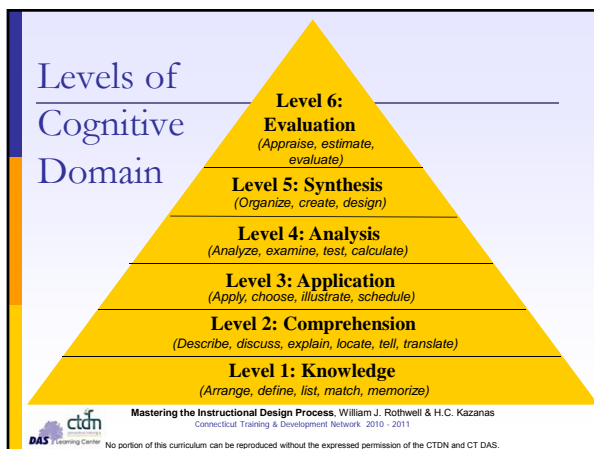 Levels of
Cognitive
Domain
Level 6:
Evaluation
(Appraise, estimate,
evaluate)
Level 5: Synthesis
(Organize, create, design)
Level 4: Analysis
(Analyze, examine, test, calculate)
Level 3: Application
(Apply, choose, illustrate, schedule)
Level 2: Comprehension
(Describe, discuss, explain, locate, tell, translate)
Level 1: Knowledge
(Arrange, define, list, match, memorize)
Mastering the Instructional Design Process, William J. Rothwell & H.C. Kazanas
Connecticut Training & Development Network 2010 - 2011
ctdn
DAS Learning Center
No portion of this curriculum can be reproduced without the expressed permission of the CTDN and CT DAS.